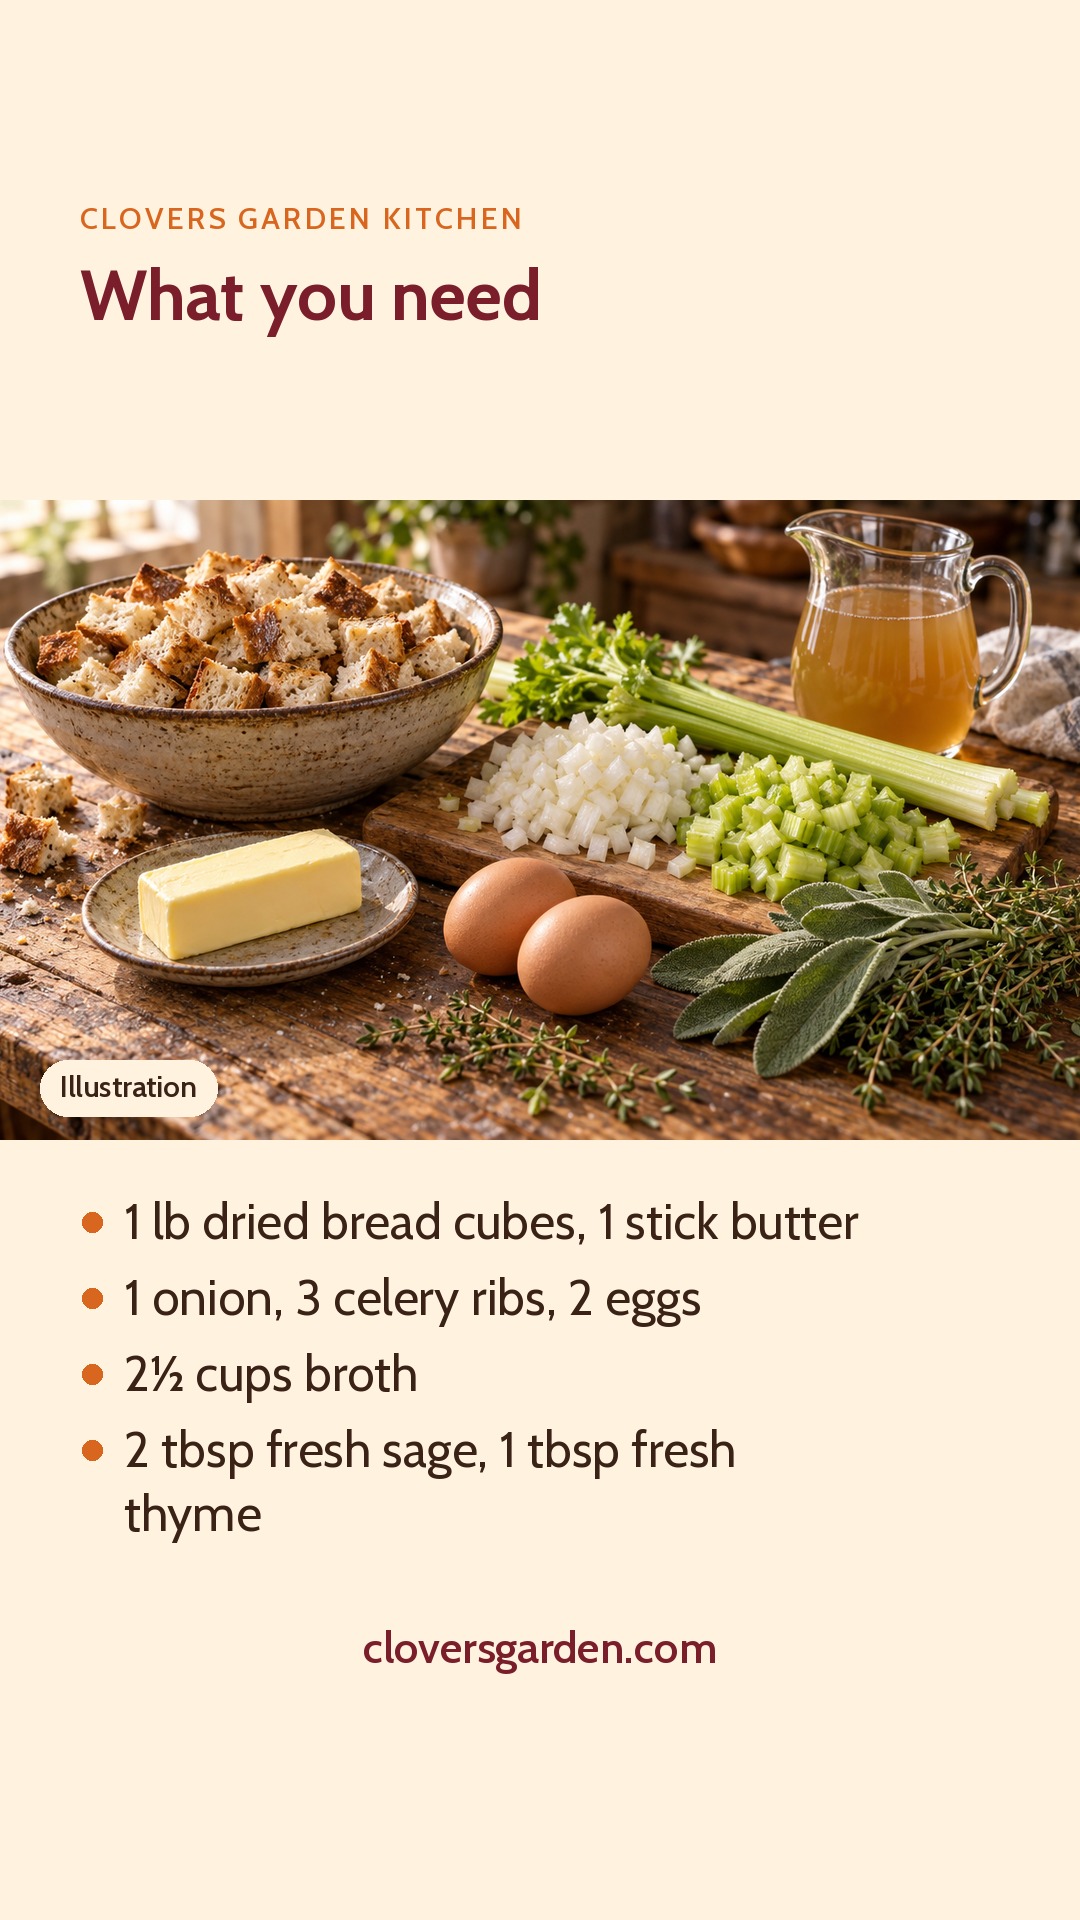 CLOVERS GARDEN KITCHEN
What you need
Illustration
1 lb dried bread cubes, 1 stick butter
1 onion, 3 celery ribs, 2 eggs
2½ cups broth
2 tbsp fresh sage, 1 tbsp fresh
thyme
cloversgarden.com